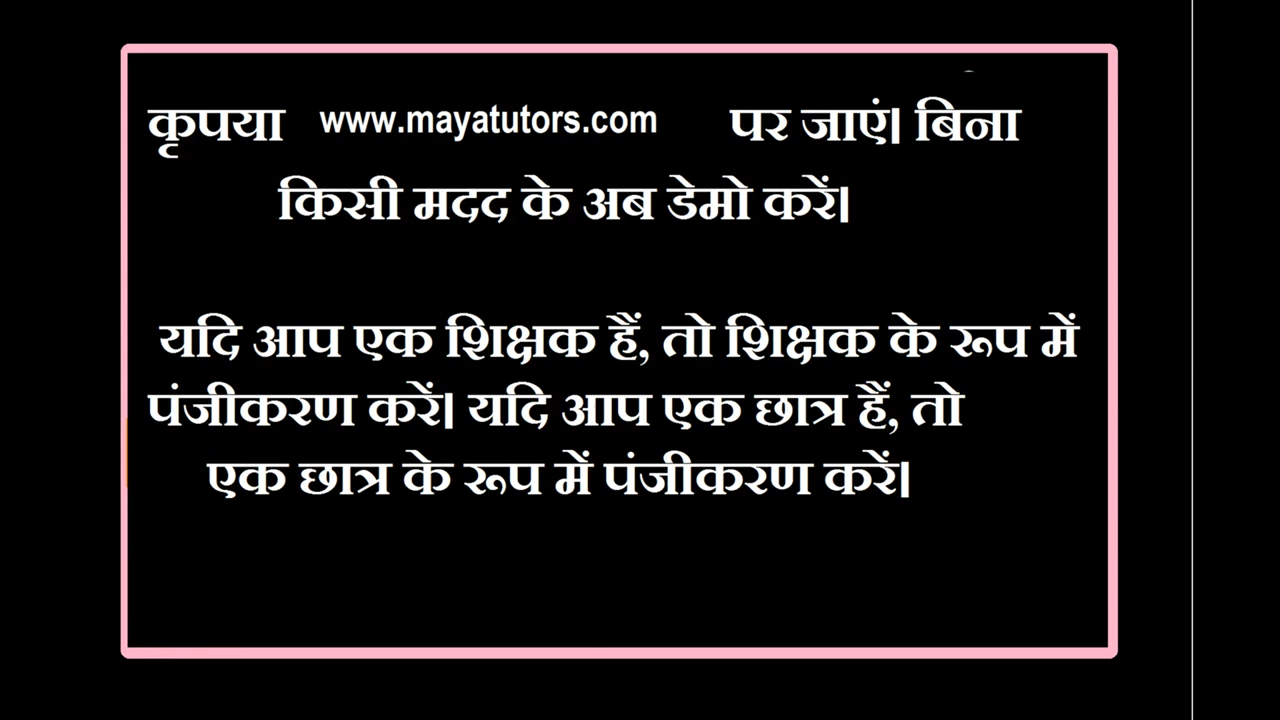 कृपया www.mayatutors.com पर जाएं। बिना
किसी मदद के अब डेमो करें।
यदि आप एक शिक्षक हैं, तो शिक्षक के रूप में
पंजीकरण करें। यदि आप एक छात्र हैं, तो
एक छात्र के रूप में पंजीकरण करें।